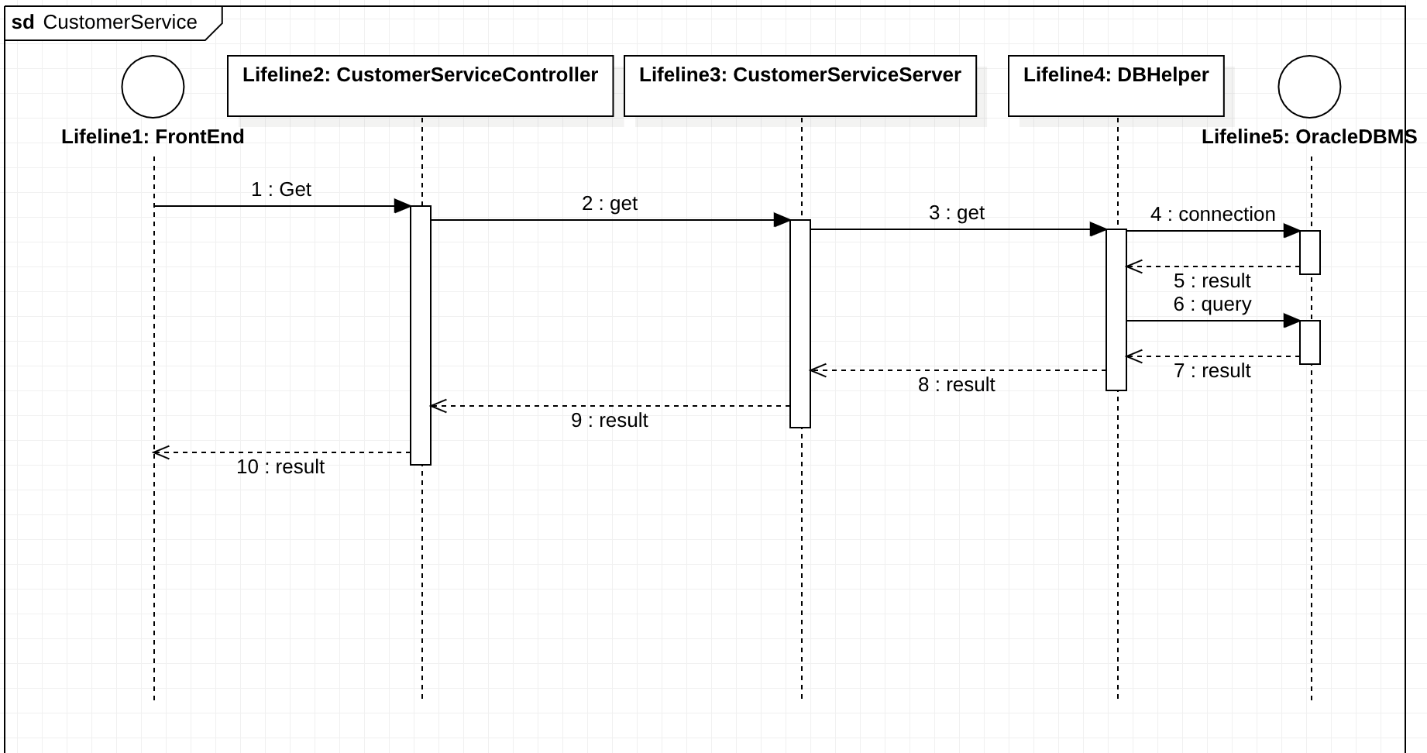 sd CustomerService
Lifeline2: CustomerServiceController
Lifeline3: CustomerServiceServer
Lifeline4: DBHelper
Lifeline1: FrontEnd
Lifeline5: OracleDBMS
1 : Get
2 : get
3 : get
4 : connection
5 : result
6 : query
7 : result
8 : result
9 : result
10 : result